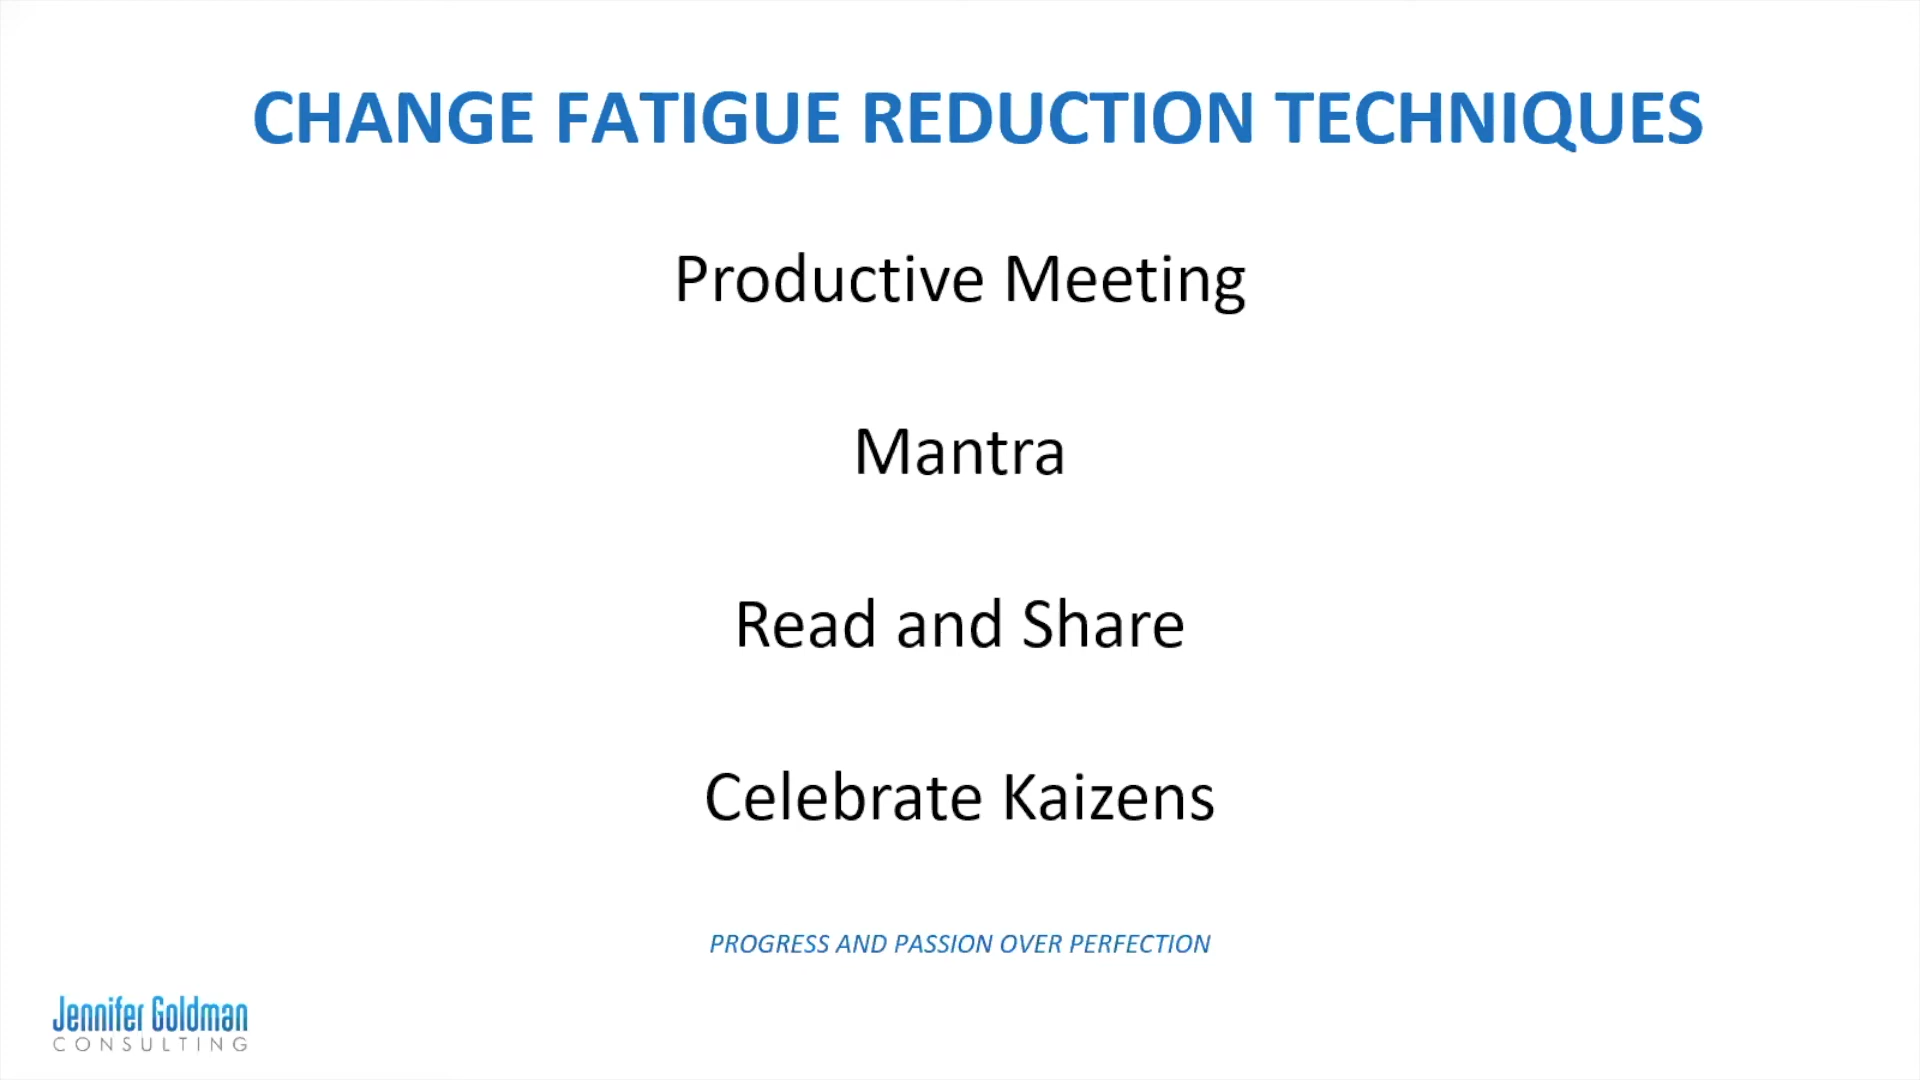 CHANGE FATIGUE REDUCTION TECHNIQUES
Productive Meeting
Mantra
Read and Share
Celebrate Kaizens
PROGRESS AND PASSION OVER PERFECTION
Jennifer Goldman
CONSULTING